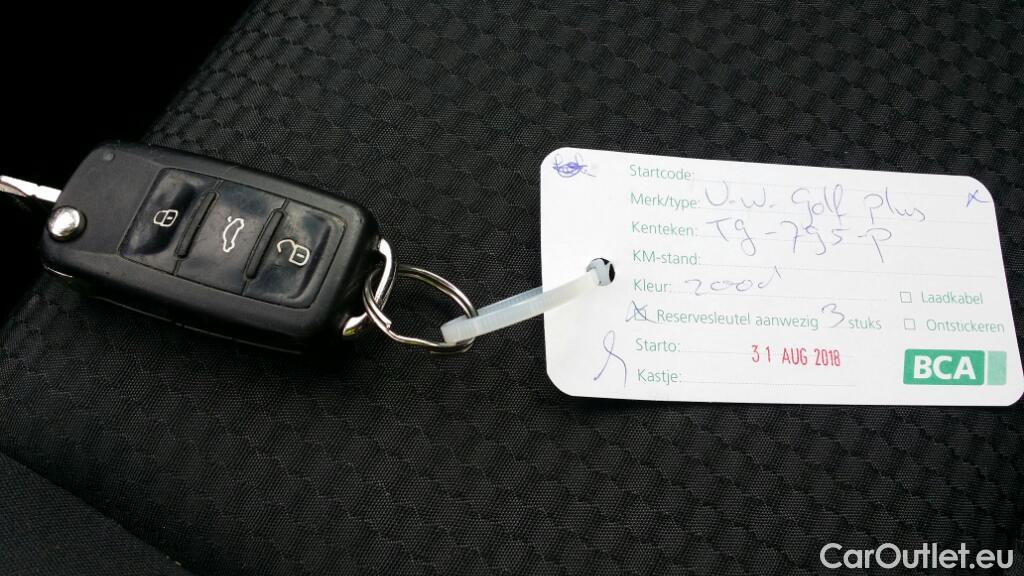 Startcode:
Merk/type: V.W. Golf plus x
Kenteken: Tg-795-p
KM-stand:
Kleur: rood
Laadkabel
Reservesleutel aanwezig 3 stuks
Ontstickeren
Starto: 31 AUG 2018
BCA
Kastje:
CarOutlet.eu